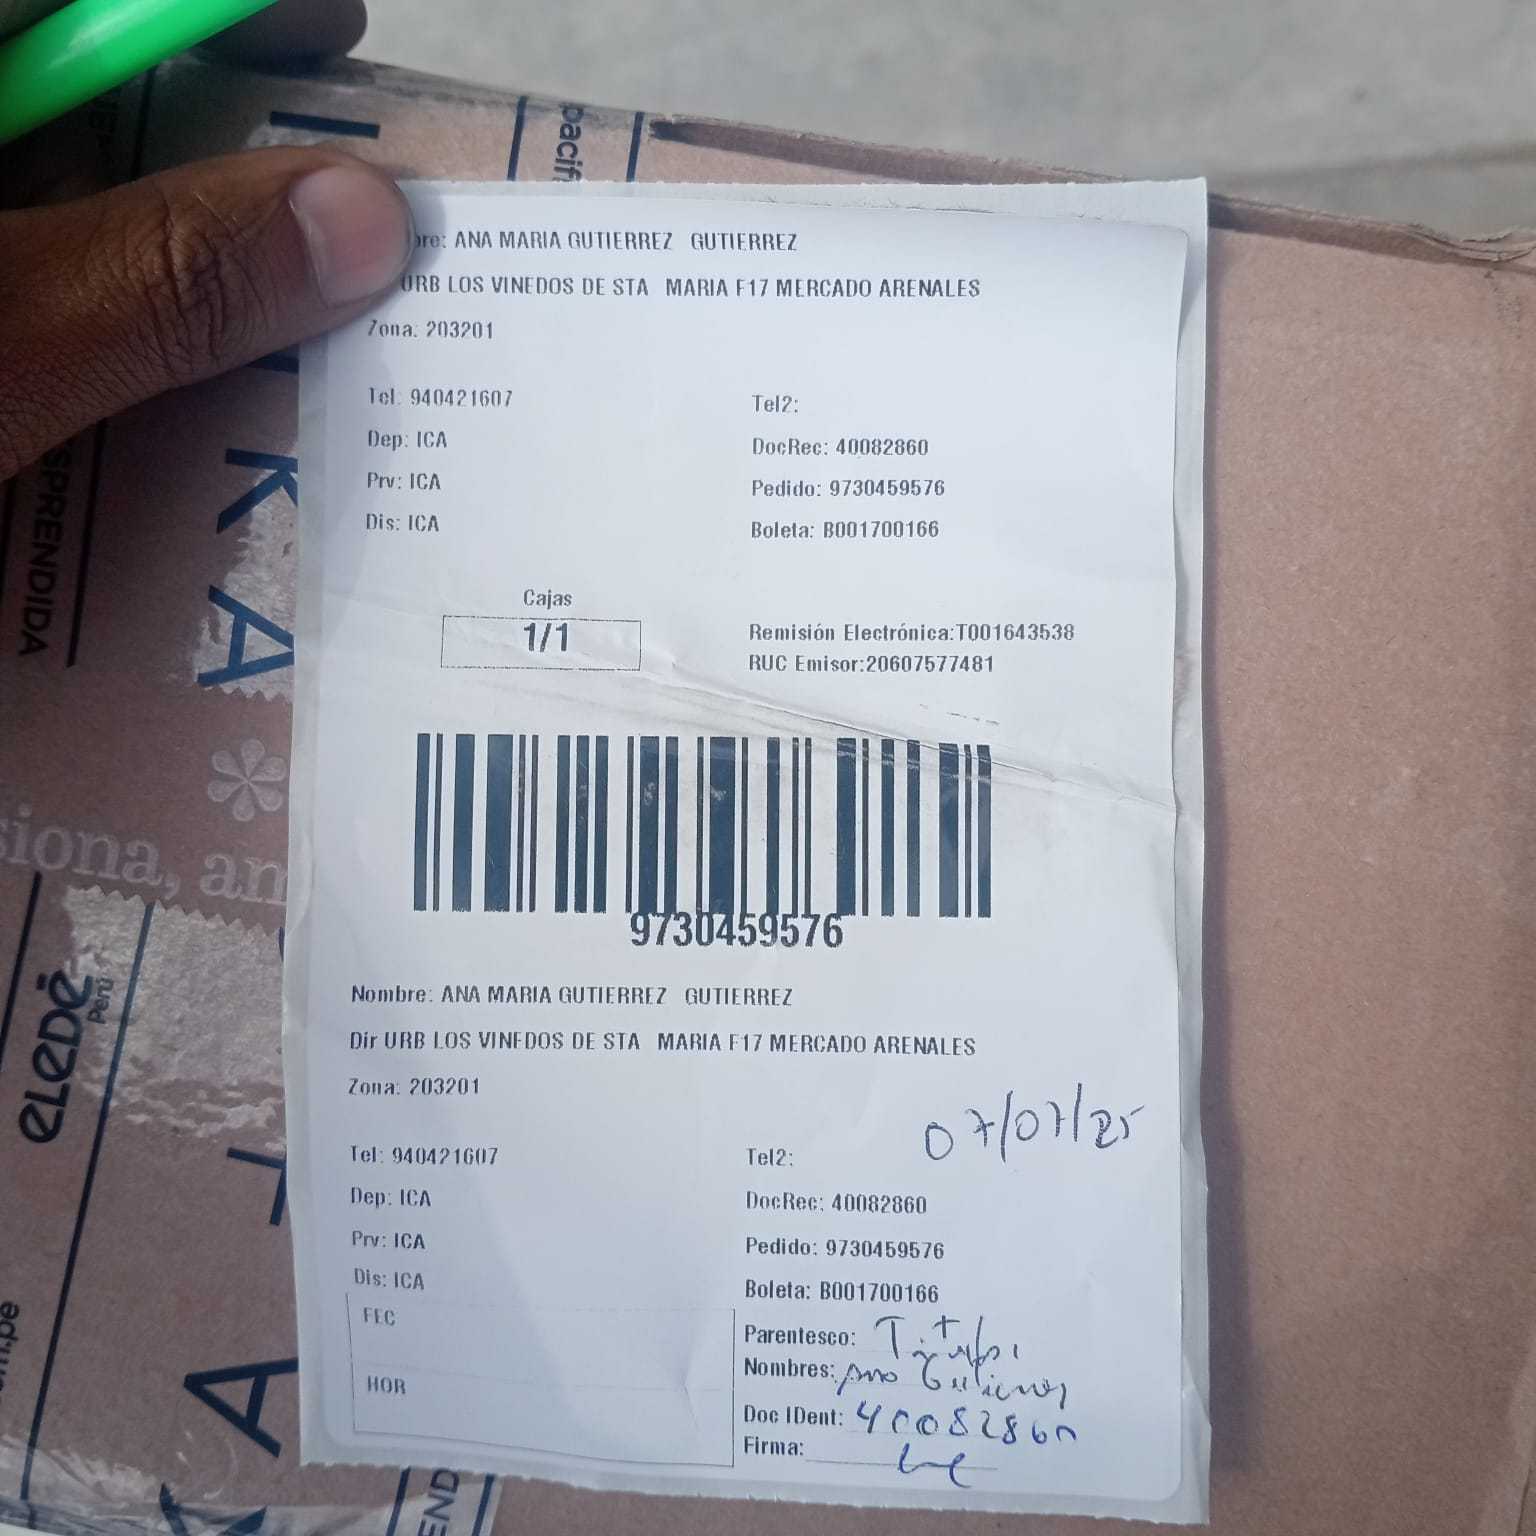 bre: ANA MARIA GUTIERREZ GUTIERREZ
URB LOS VINEDOS DE STA MARIA F17 MERCADO ARENALES
Zona: 203201
Tel: 940421607
Tel2:
Dep: ICA
DocRec: 40082860
Prv: ICA
Pedido: 9730459576
Dis: ICA
Boleta: B001700166
Cajas
1/1
Remisión Electrónica:T001643538
RUC Emisor:20607577481
9730459576
Nombre: ANA MARIA GUTIERREZ GUTIERREZ
Dir URB LOS VINEDOS DE STA MARIA F17 MERCADO ARENALES
Zona: 203201
07/07/25
Tel: 940421607
Tel2:
Dep: ICA
DocRec: 40082860
Prv: ICA
Pedido: 9730459576
Dis: ICA
Boleta: B001700166
FEC
HOR
Parentesco:
Nombres:
Doc IDent: 40082860
Firma:
pacifi
SPRENDIDA
KA
siona, an
eLeDë
Perú
END